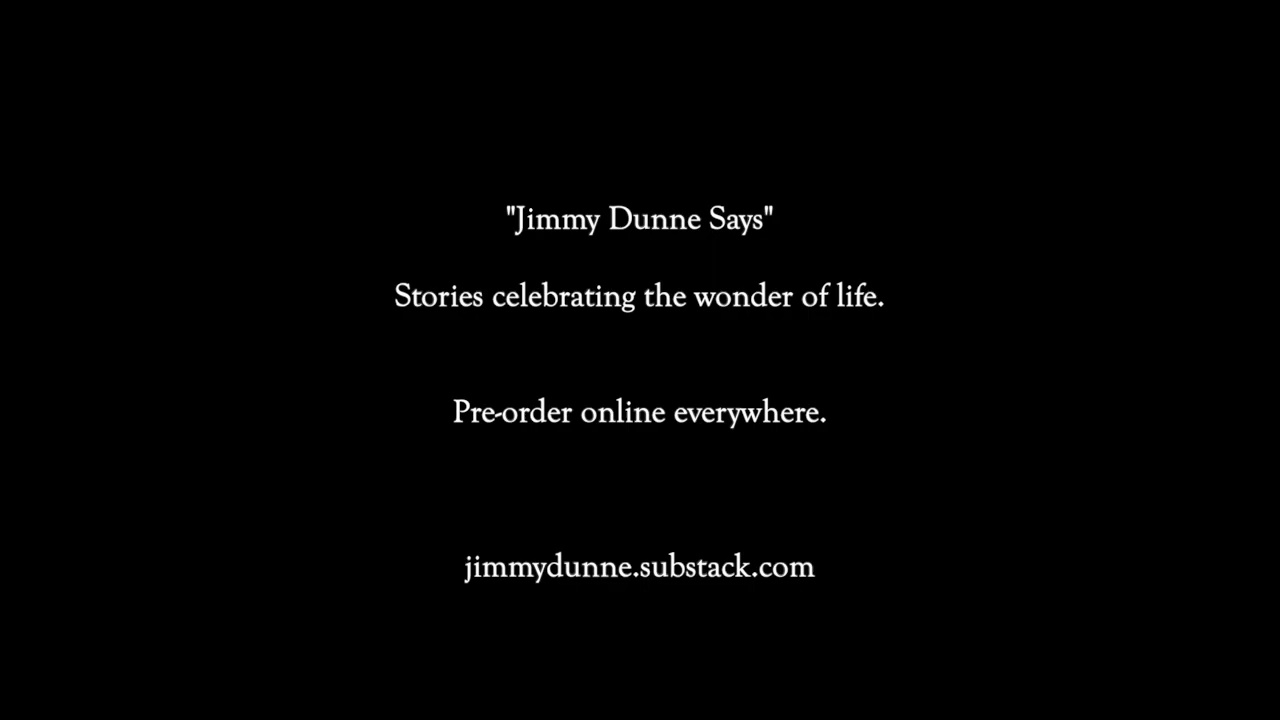 "Jimmy Dunne Says"
Stories celebrating the wonder of life.
Pre-order online everywhere.
jimmydunne.substack.com